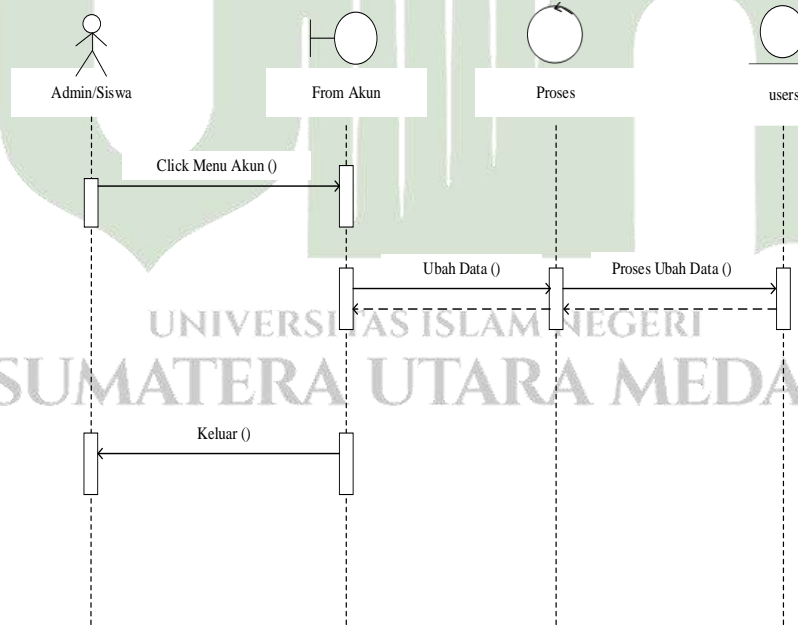 Admin/Siswa
From Akun
Proses
users
Click Menu Akun ()
Ubah Data ()
Proses Ubah Data ()
UNIVERSITAS ISLAM NEGERI
SUMATERA UTARA MEDA
Keluar ()